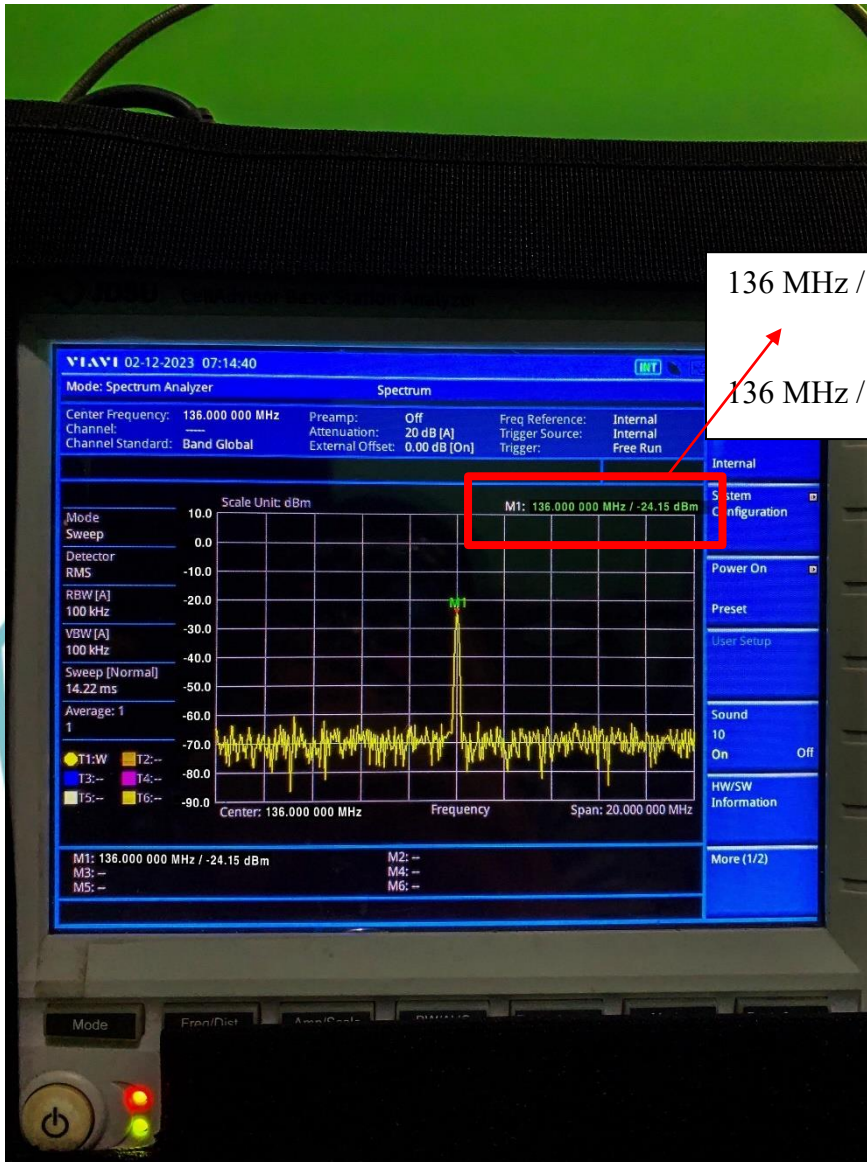 136 MHz /
136 MHz /
JDSU CellAdvisor Base Station Analyzer
VIAVI 02-12-2023 07:14:40
INT
Mode: Spectrum Analyzer Spectrum
Center Frequency: 136.000 000 MHz Preamp: Off Freq Reference: Internal
Channel: ----- Attenuation: 20 dB [A] Trigger Source: Internal
Channel Standard: Band Global External Offset: 0.00 dB [On] Trigger: Free Run
Internal
Scale Unit: dBm M1: 136.000 000 MHz / -24.15 dBm
System
Configuration
Mode
Sweep
Detector
RMS
RBW [A]
100 kHz
VBW [A]
100 kHz
Sweep [Normal]
14.22 ms
Average: 1
1
T1:W T2:--
T3:-- T4:--
T5:-- T6:--
10.0
0.0
-10.0
-20.0
-30.0
-40.0
-50.0
-60.0
-70.0
-80.0
-90.0
M1
Center: 136.000 000 MHz Frequency Span: 20.000 000 MHz
Power On
Preset
User Setup
Sound
10
On Off
HW/SW
Information
More (1/2)
M1: 136.000 000 MHz / -24.15 dBm M2: --
M3: -- M4: --
M5: -- M6: --
Mode Freq/Dist Amp/Scale